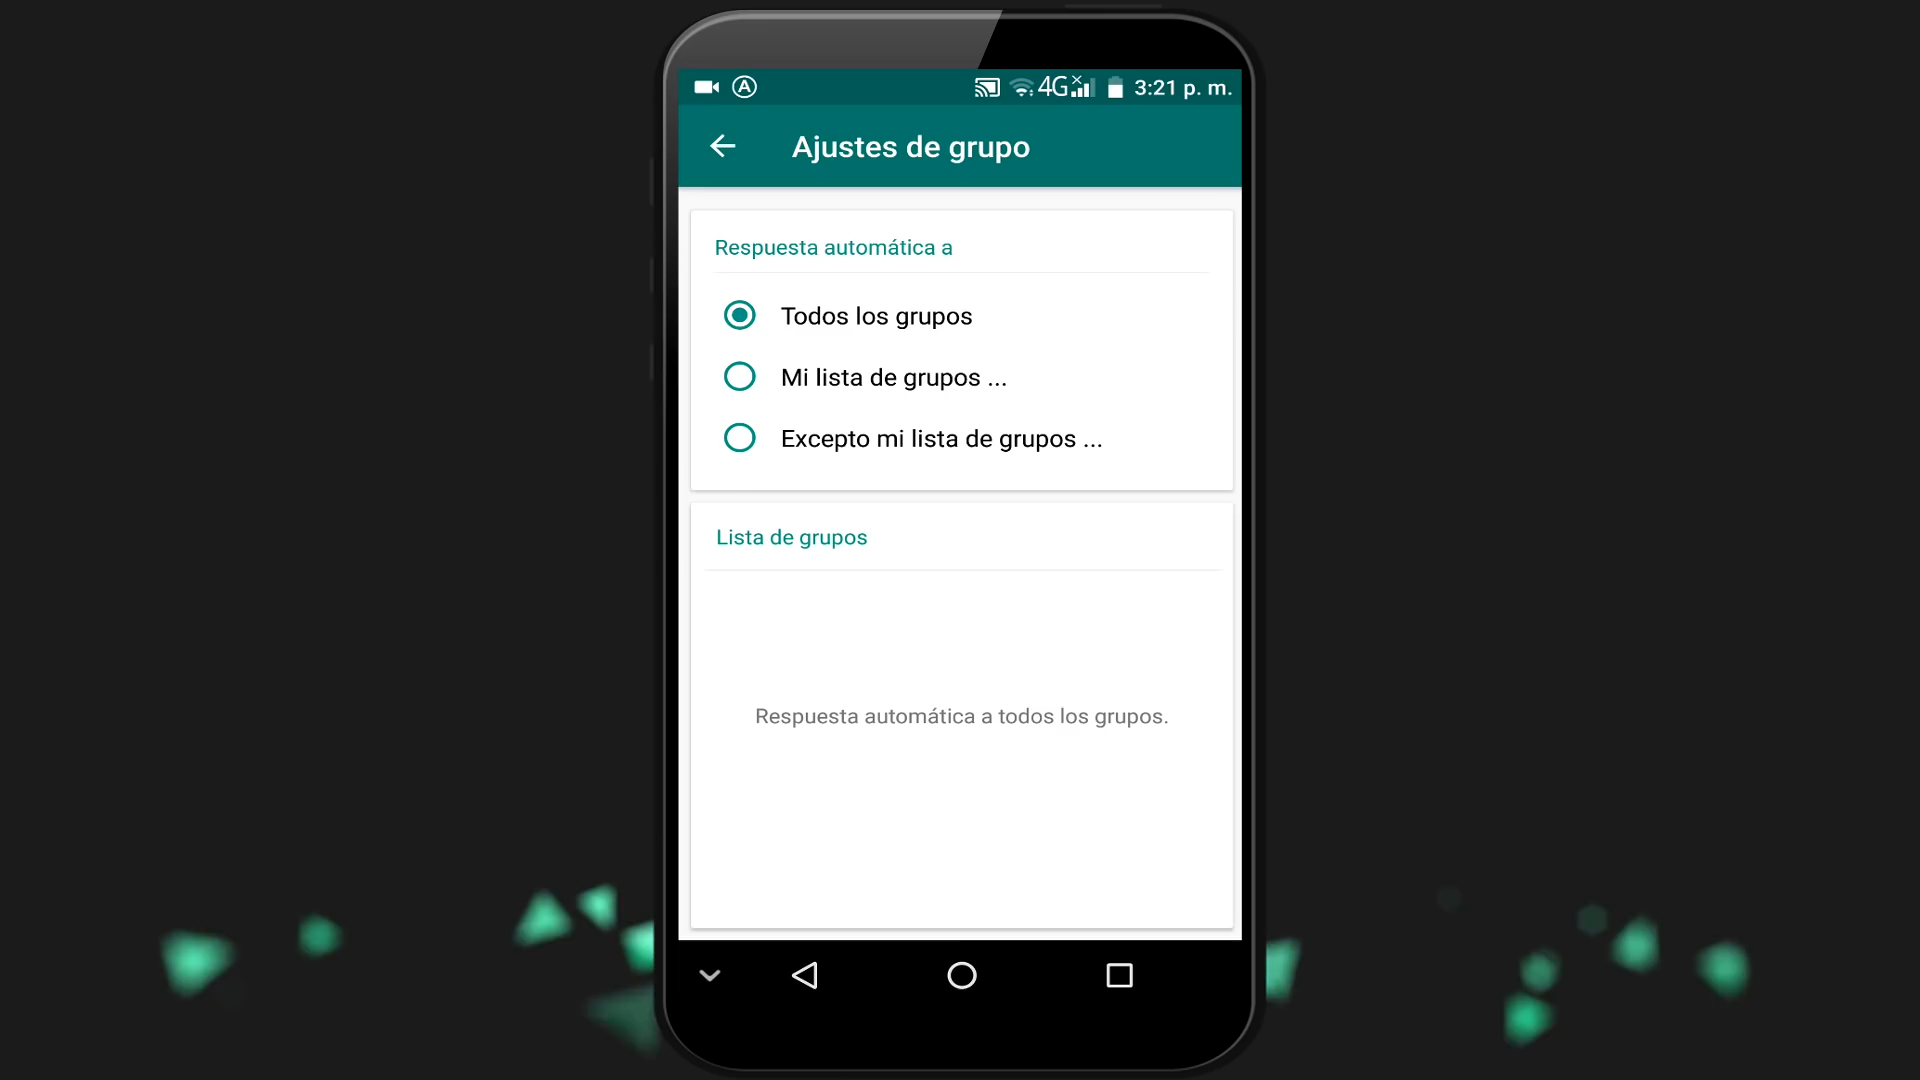 4G 3:21 p. m.
Ajustes de grupo
Respuesta automática a
Todos los grupos
Mi lista de grupos ...
Excepto mi lista de grupos ...
Lista de grupos
Respuesta automática a todos los grupos.